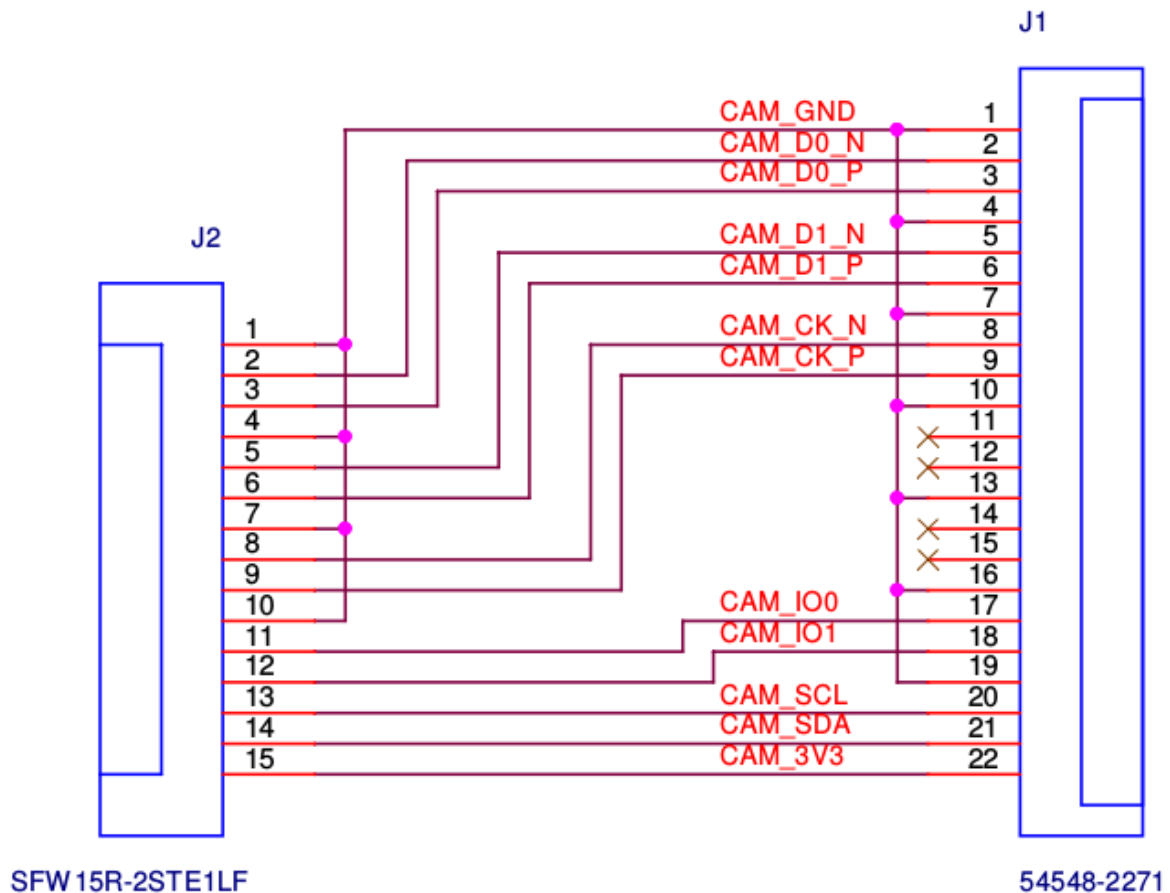 J1
CAM_GND
1
CAM_D0_N
2
CAM_D0_P
3
4
J2
CAM_D1_N
5
CAM_D1_P
6
7
1
CAM_CK_N
8
2
CAM_CK_P
9
3
10
4
11
5
12
6
13
7
14
8
15
9
16
10
CAM_IO0
17
11
CAM_IO1
18
12
19
13
CAM_SCL
20
14
CAM_SDA
21
15
CAM_3V3
22
SFW15R-2STE1LF
54548-2271